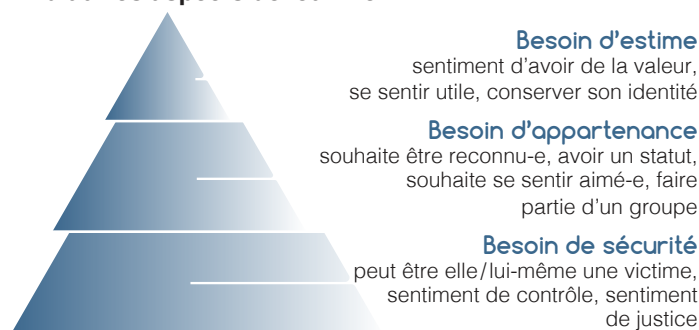 Besoin d'estime
sentiment d'avoir de la valeur,
se sentir utile, conserver son identité
Besoin d'appartenance
souhaite être reconnu-e, avoir un statut,
souhaite se sentir aimé-e, faire
partie d'un groupe
Besoin de sécurité
peut être elle/lui-même une victime,
sentiment de contrôle, sentiment
de justice